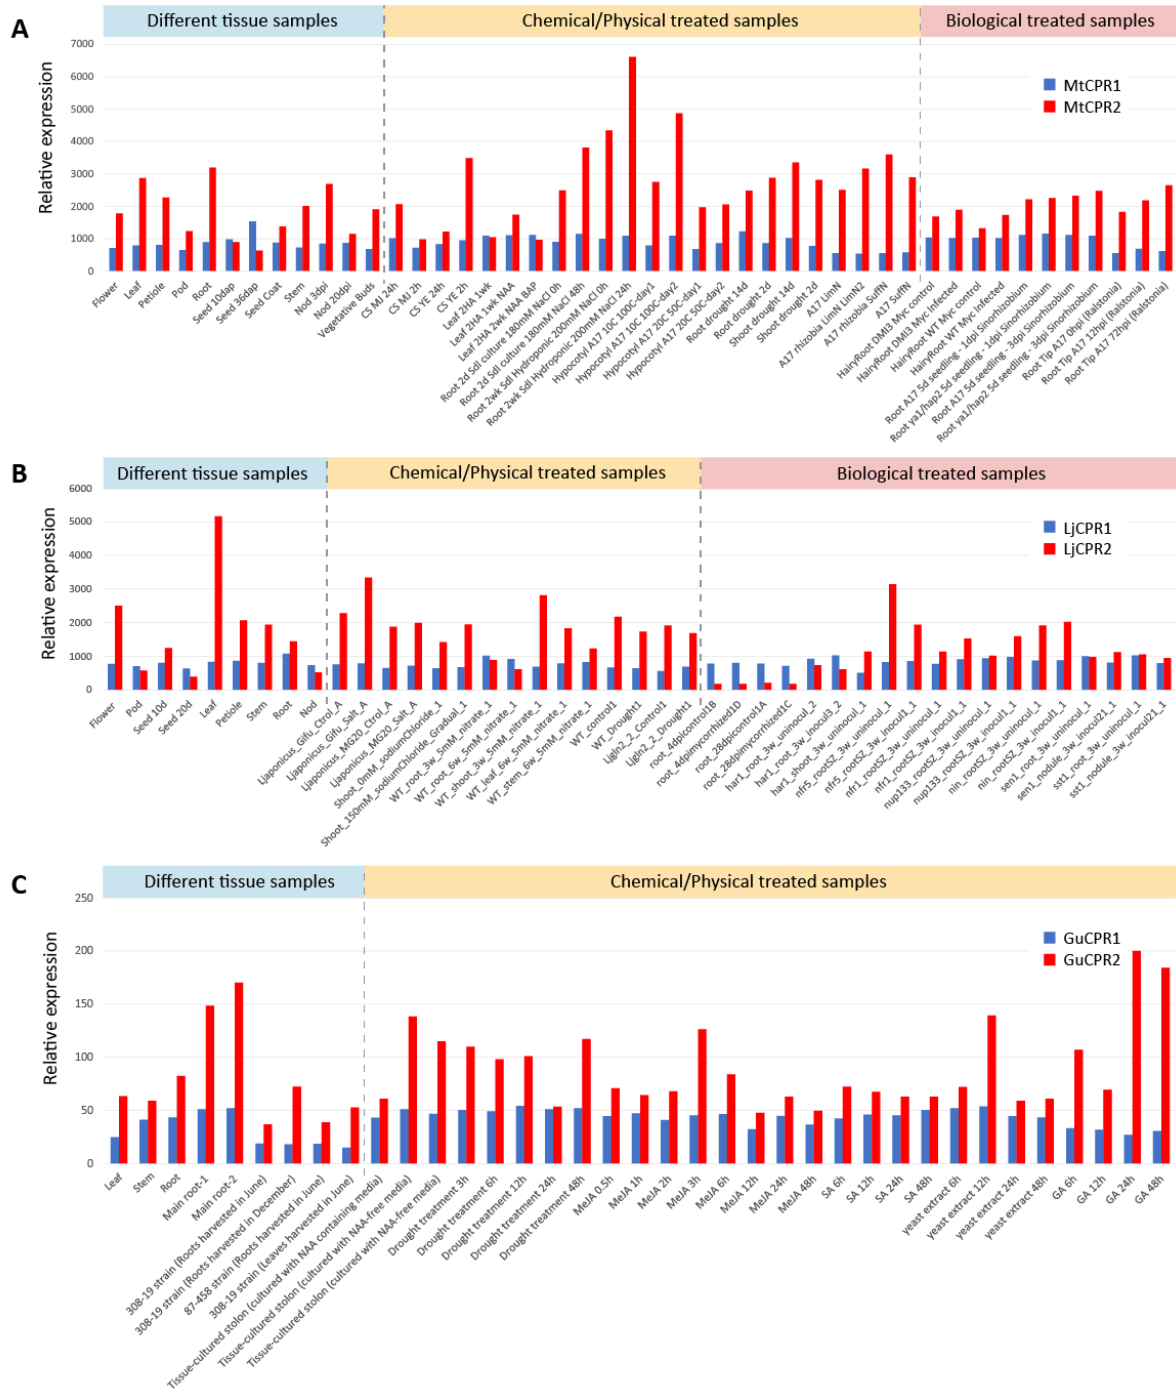 A
Different tissue samples
Chemical/Physical treated samples
Biological treated samples
Relative expression
7000
6000
5000
4000
3000
2000
1000
0
MtCPR1
MtCPR2
Flower
Leaf
Petiole
Pod
Root
Seed 10dap
Seed 36dap
Seed Coat
Stem
Nod 3dpi
Nod 20dpi
Vegetative Buds
CS MJ 24h
CS MJ 2h
CS YE 24h
CS YE 2h
Leaf 2HA 1wk
Leaf 2HA 1wk NAA
Leaf 2HA 2wk NAA BAP
Root 2d Sdl culture 180mM NaCl 0h
Root 2d Sdl culture 180mM NaCl 48h
Root 2wk Sdl Hydroponic 200mM NaCl 0h
Root 2wk Sdl Hydroponic 200mM NaCl 24h
Hypocotyl A17 10C 100C-day1
Hypocotyl A17 10C 100C-day2
Hypocotyl A17 20C 50C-day1
Hypocotyl A17 20C 50C-day2
Root drought 14d
Root drought 2d
Shoot drought 14d
Shoot drought 2d
A17 LimN
A17 rhizobia LimN LimN2
A17 rhizobia SuffN
A17 SuffN
HairyRoot DMI3 Myc control
HairyRoot DMI3 Myc infected
HairyRoot WT Myc control
HairyRoot WT Myc infected
Root A17 5d seedling - 1dpi Sinorhizobium
Root ya1/hap2 5d seedling - 1dpi Sinorhizobium
Root A17 5d seedling - 3dpi Sinorhizobium
Root ya1/hap2 5d seedling - 3dpi Sinorhizobium
Root Tip A17 0hpi (Ralstonia)
Root Tip A17 12hpi (Ralstonia)
Root Tip A17 72hpi (Ralstonia)
B
Different tissue samples
Chemical/Physical treated samples
Biological treated samples
Relative expression
6000
5000
4000
3000
2000
1000
0
LjCPR1
LjCPR2
Flower
Pod
Seed 10d
Seed 20d
Leaf
Petiole
Stem
Root
Nod
Ljaponicus_Gifu_Ctrol_A
Ljaponicus_Gifu_Salt_A
Ljaponicus_MG20_Ctrol_A
Ljaponicus_MG20_Salt_A
Shoot_0mM_sodiumChloride_1
Shoot_150mM_sodiumChloride_Gradual_1
WT_root_3w_5mM_nitrate_1
WT_root_6w_5mM_nitrate_1
WT_shoot_3w_5mM_nitrate_1
WT_leaf_6w_5mM_nitrate_1
WT_stem_6w_5mM_nitrate_1
WT_control1
WT_Drought1
Ljgln2_2_Control1
Ljgln2_2_Drought1
root_4dpicontrol1B
root_4dpimycorrhized1D
root_28dpicontrol1A
root_28dpimycorrhized1C
har1_root_3w_uninocul_2
har1_root_3w_inocul3_2
har1_shoot_3w_uninocul_1
nfr5_rootSZ_3w_uninocul_1
nfr5_rootSZ_3w_inocul1_1
nfr1_rootSZ_3w_uninocul_1
nfr1_rootSZ_3w_inocul1_1
nup133_rootSZ_3w_uninocul_1
nup133_rootSZ_3w_inocul1_1
nin_rootSZ_3w_uninocul_1
nin_rootSZ_3w_inocul1_1
sen1_root_3w_uninocul_1
sen1_nodule_3w_inocul21_1
sst1_root_3w_uninocul_1
sst1_nodule_3w_inocul21_1
C
Different tissue samples
Chemical/Physical treated samples
Relative expression
250
200
150
100
50
0
GuCPR1
GuCPR2
Leaf
Stem
Root
Main root-1
Main root-2
308-19 strain (Roots harvested in June)
308-19 strain (Roots harvested in December)
87-458 strain (Roots harvested in June)
308-19 strain (Leaves harvested in June)
Tissue-cultured stolon (cultured with NAA containing media)
Tissue-cultured stolon (cultured with NAA-free media)
Tissue-cultured stolon (cultured with NAA-free media)
Drought treatment 3h
Drought treatment 6h
Drought treatment 12h
Drought treatment 24h
Drought treatment 48h
MeJA 0.5h
MeJA 1h
MeJA 2h
MeJA 3h
MeJA 6h
MeJA 12h
MeJA 24h
MeJA 48h
SA 6h
SA 12h
SA 24h
SA 48h
yeast extract 6h
yeast extract 12h
yeast extract 24h
yeast extract 48h
GA 6h
GA 12h
GA 24h
GA 48h